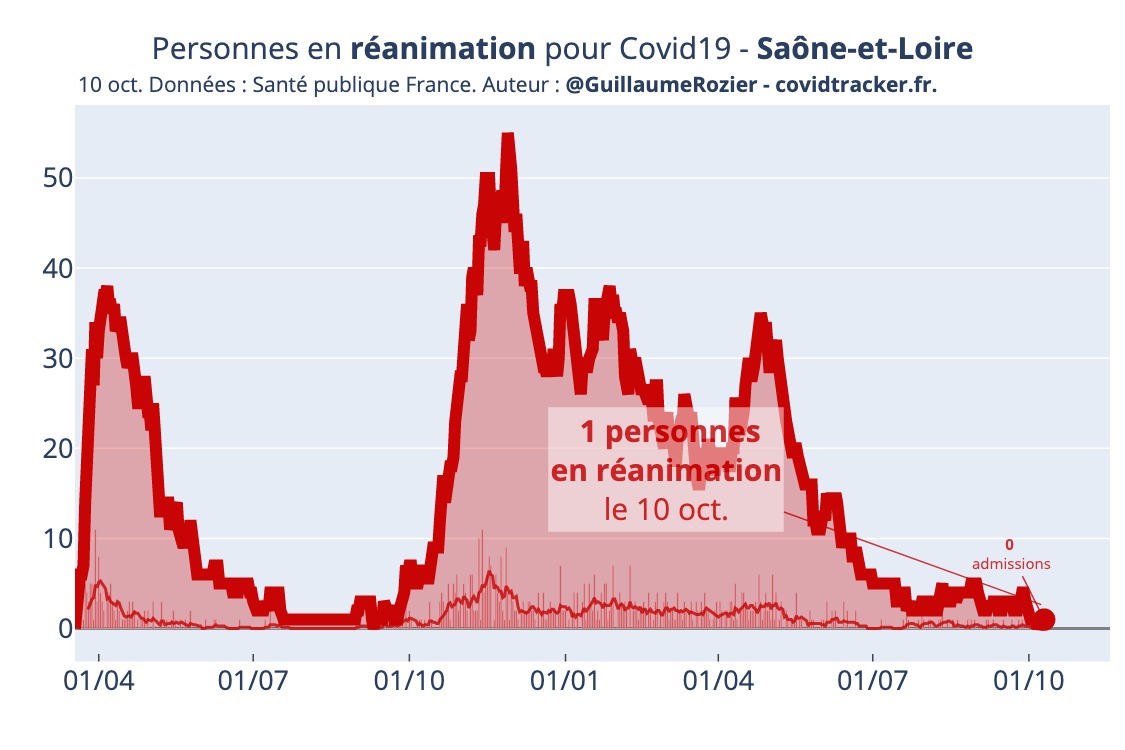 Personnes en réanimation pour Covid19 - Saône-et-Loire
10 oct. Données : Santé publique France. Auteur : @GuillaumeRozier - covidtracker.fr.
50
40
30
20
10
0
1 personnes
en réanimation
le 10 oct.
0
admissions
01/04 01/07 01/10 01/01 01/04 01/07 01/10